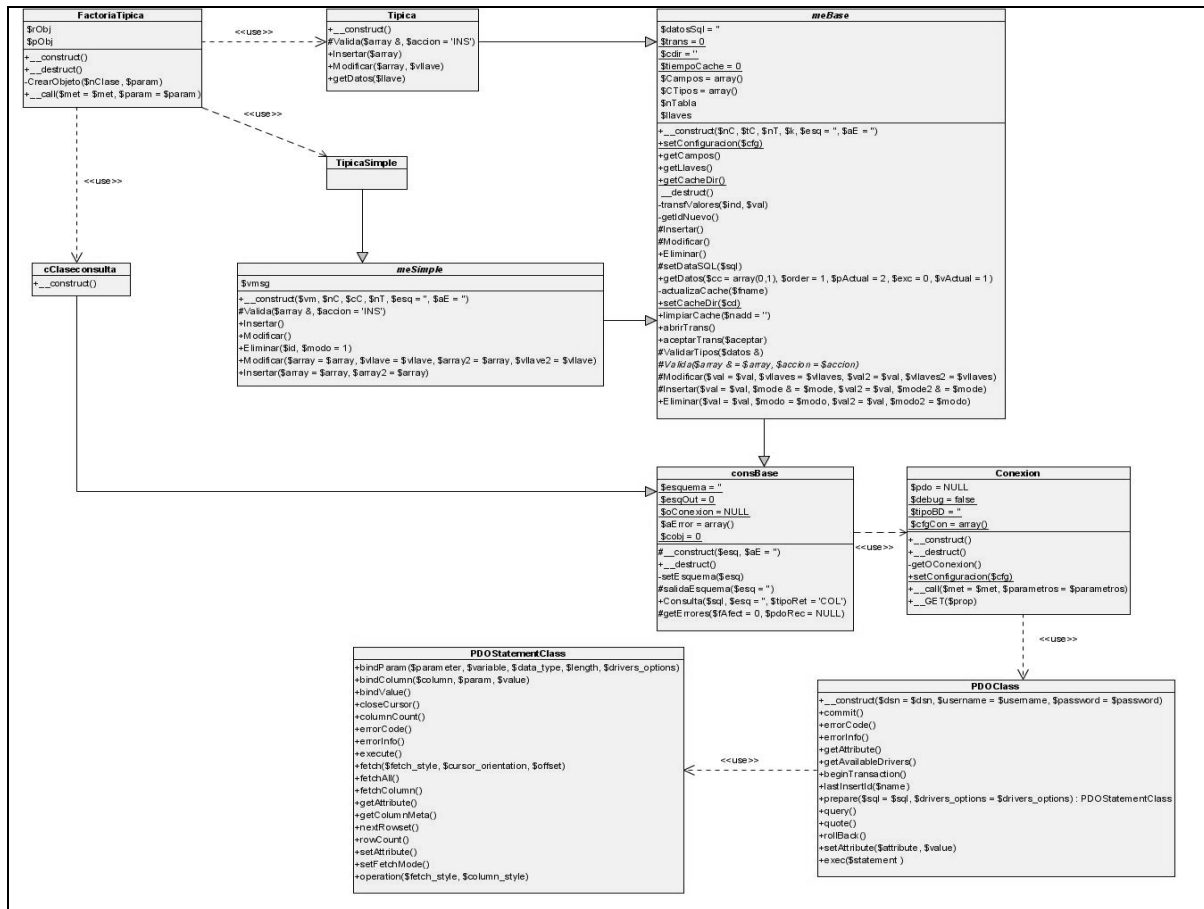 FactoriaTipica
$rObj
$pObj
+__construct()
+__destruct()
-CrearObjeto($nClase, $param)
+__call($met = $met, $param = $param)
<<use>>
Tipica
+__construct()
#Valida($array &, $accion = 'INS')
+Insertar($array)
+Modificar($array, $vllave)
+getDatos($llave)
meBase
$datosSql = ''
$trans = 0
$cdir = ''
$tiempoCache = 0
$Campos = array()
$CTipos = array()
$nTabla
$llaves
+__construct($nC, $tC, $nT, $k, $esq = '', $aE = '')
+setConfiguracion($cfg)
+getCampos()
+getLlaves()
+getCacheDir()
__destruct()
-transfValores($ind, $val)
-getIdNuevo()
#Insertar()
#Modificar()
+Eliminar()
#setDataSQL($sql)
+getDatos($cc = array(0,1), $order = 1, $pActual = 2, $exc = 0, $vActual = 1)
-actualizaCache($fname)
+setCacheDir($cd)
+limpiarCache($nadd = '')
+abrirTrans()
+aceptarTrans($aceptar)
#ValidarTipos($datos &)
#Valida($array & = $array, $accion = $accion)
#Modificar($val = $val, $vllaves = $vllaves, $val2 = $val, $vllaves2 = $vllaves)
#Insertar($val = $val, $mode & = $mode, $val2 = $val, $mode2 & = $mode)
+Eliminar($val = $val, $modo = $modo, $val2 = $val, $modo2 = $modo)
<<use>>
TipicaSimple
<<use>>
cClaseconsulta
+__construct()
meSimple
$vmsg
+__construct($vm, $nC, $cC, $nT, $esq = '', $aE = '')
#Valida($array &, $accion = 'INS')
+Insertar()
+Modificar()
+Eliminar($id, $modo = 1)
+Modificar($array = $array, $vllave = $vllave, $array2 = $array, $vllave2 = $vllave)
+Insertar($array = $array, $array2 = $array)
consBase
$esquema = ''
$esqOut = 0
$oConexion = NULL
$aError = array()
$cobj = 0
#__construct($esq, $aE = '')
+__destruct()
-setEsquema($esq)
#salidaEsquema($esq = '')
+Consulta($sql, $esq = '', $tipoRet = 'COL')
#getErrores($fAfect = 0, $pdoRec = NULL)
<<use>>
Conexion
$pdo = NULL
$debug = false
$tipoBD = ''
$cfgCon = array()
+__construct()
+__destruct()
-getOConexion()
+setConfiguracion($cfg)
+__call($met = $met, $parametros = $parametros)
+__GET($prop)
<<use>>
PDOStatementClass
+bindParam($parameter, $variable, $data_type, $length, $drivers_options)
+bindColumn($column, $param, $value)
+bindValue()
+closeCursor()
+columnCount()
+errorCode()
+errorInfo()
+execute()
+fetch($fetch_style, $cursor_orientation, $offset)
+fetchAll()
+fetchColumn()
+getAttribute()
+getColumnMeta()
+nextRowset()
+rowCount()
+setAttribute()
+setFetchMode()
+operation($fetch_style, $column_style)
<<use>>
PDOClass
+__construct($dsn = $dsn, $username = $username, $password = $password)
+commit()
+errorCode()
+errorInfo()
+getAttribute()
+getAvailableDrivers()
+beginTransaction()
+lastInsertId($name)
+prepare($sql = $sql, $drivers_options = $drivers_options) : PDOStatementClass
+query()
+quote()
+rollBack()
+setAttribute($attribute, $value)
+exec($statement )